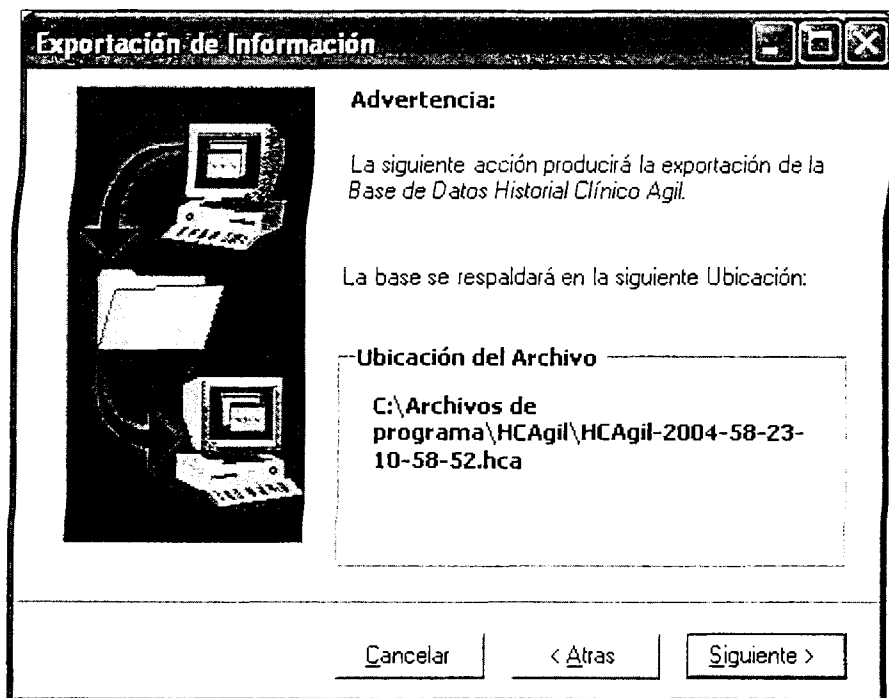 Exportación de Información
Advertencia:
La siguiente acción producirá la exportación de la
Base de Datos Historial Clínico Agil.
La base se respaldará en la siguiente Ubicación:
Ubicación del Archivo
C:\Archivos de
programa\HCAgil\HCAgil-2004-58-23-
10-58-52.hca
Cancelar
< Atras
Siguiente >